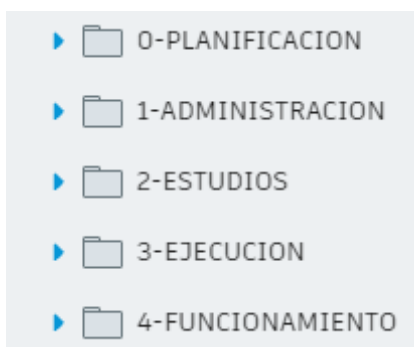 0-PLANIFICACION
1-ADMINISTRACION
2-ESTUDIOS
3-EJECUCION
4-FUNCIONAMIENTO